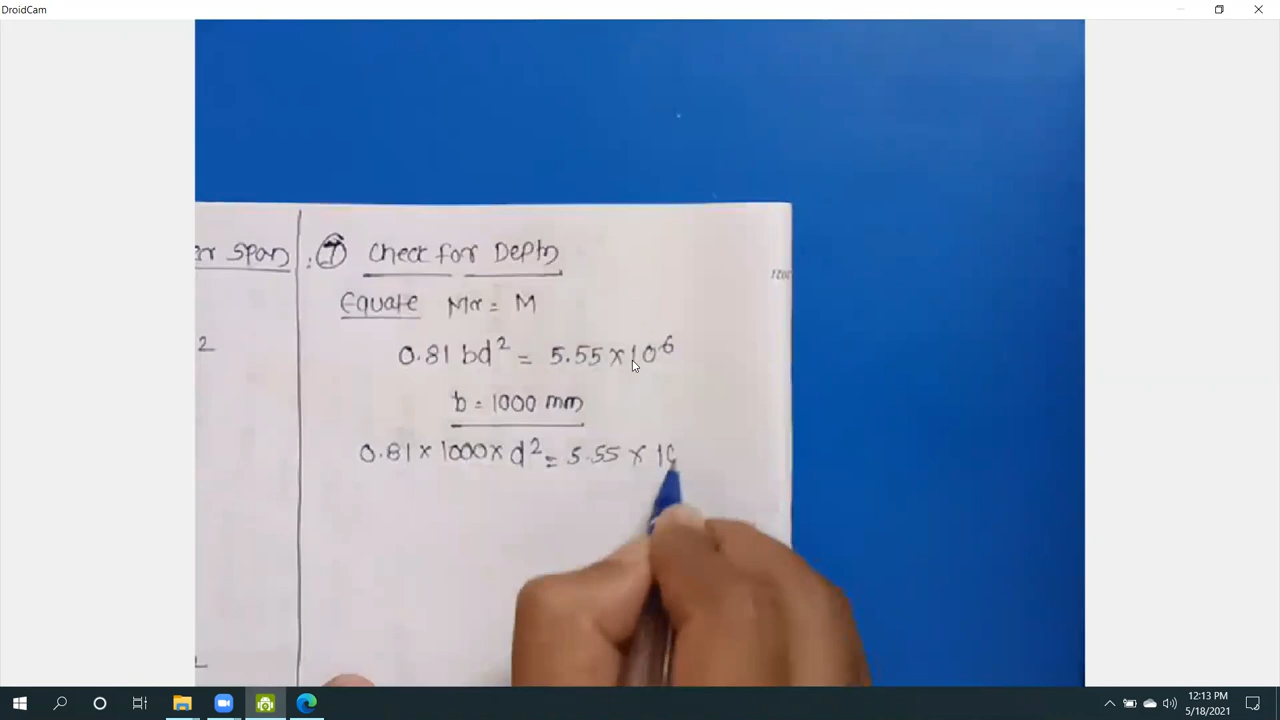 DroidCam
er span
: 7 Check for Depth
Equate Mr = M
2
0.81 bd² = 5.55 × 10⁶
b = 1000 mm
0.81 × 1000 × d² = 5.55 × 10
12:13 PM
5/18/2021